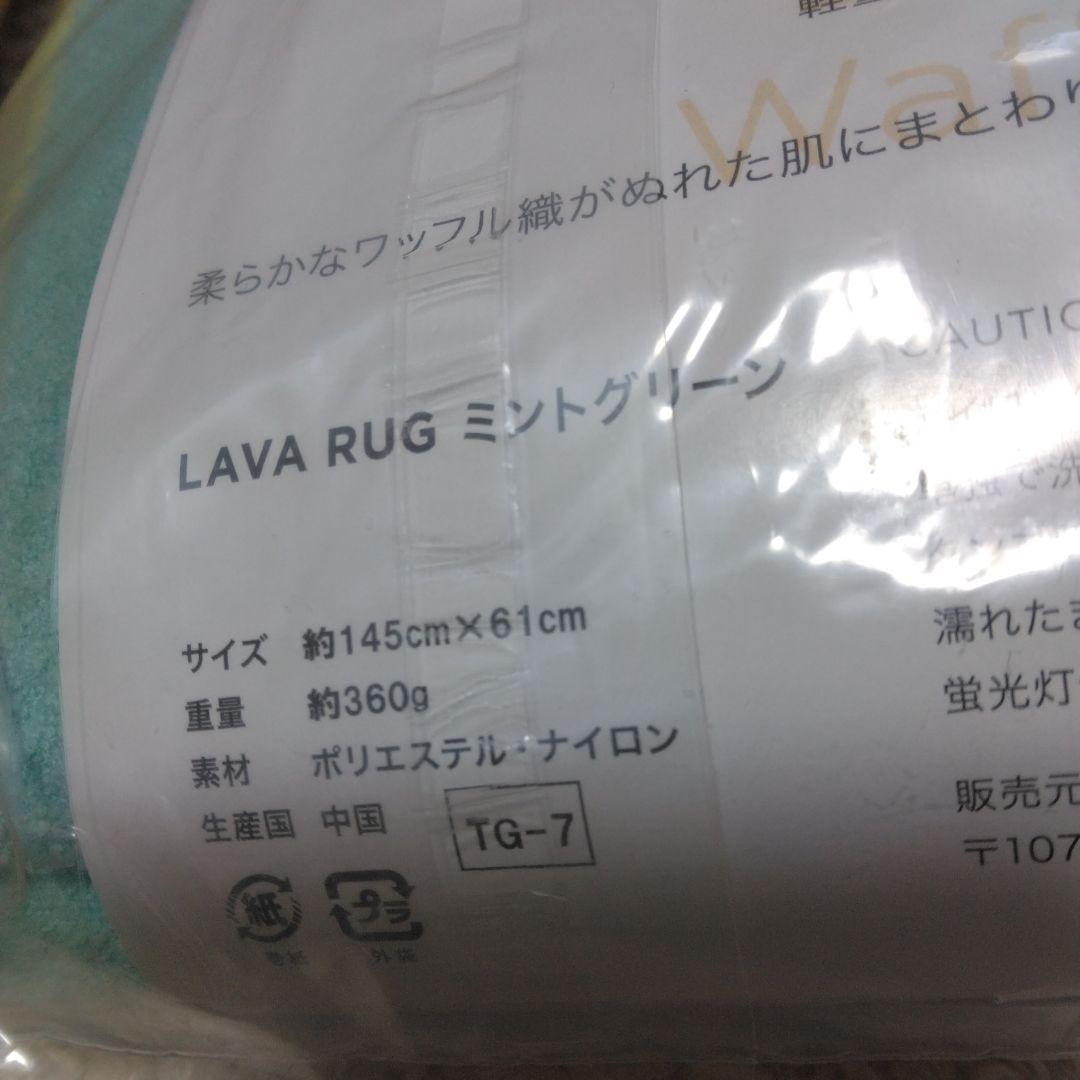 軽量
Waf
柔らかなワッフル織がぬれた肌にまとわり
CAUTIO
LAVA RUG ミントグリーン
で洗
サイズ 約145cm×61cm
濡れたま
重量 約360g
蛍光灯
素材 ポリエステル・ナイロン
販売元
生産国 中国
〒107
TG-7
紙
プラ